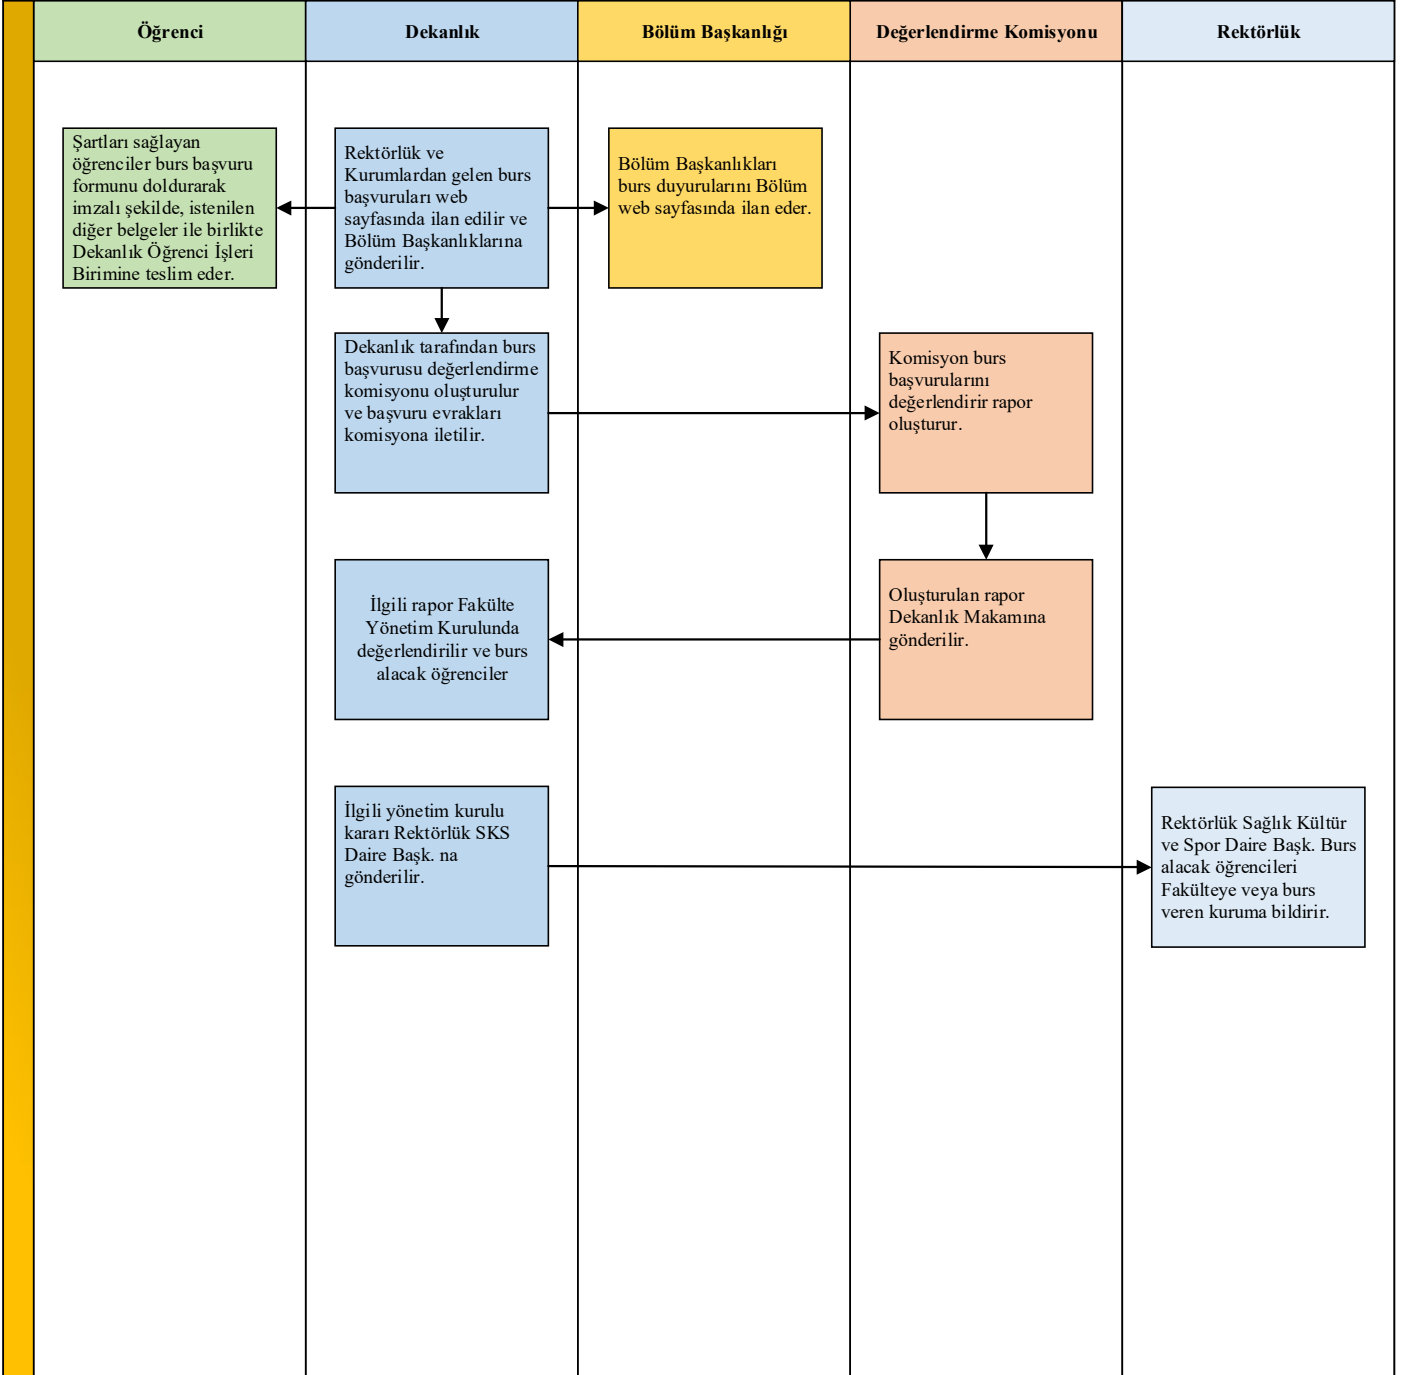 Öğrenci
Dekanlık
Bölüm Başkanlığı
Değerlendirme Komisyonu
Rektörlük
Şartları sağlayan
öğrenciler burs başvuru
formunu doldurarak
imzalı şekilde, istenilen
diğer belgeler ile birlikte
Dekanlık Öğrenci İşleri
Birimine teslim eder.
Rektörlük ve
Kurumlardan gelen burs
başvuruları web
sayfasında ilan edilir ve
Bölüm Başkanlıklarına
gönderilir.
Bölüm Başkanlıkları
burs duyurularını Bölüm
web sayfasında ilan eder.
Dekanlık tarafından burs
başvurusu değerlendirme
komisyonu oluşturulur
ve başvuru evrakları
komisyona iletilir.
Komisyon burs
başvurularını
değerlendirir rapor
oluşturur.
İlgili rapor Fakülte
Yönetim Kurulunda
değerlendirilir ve burs
alacak öğrenciler
Oluşturulan rapor
Dekanlık Makamına
gönderilir.
İlgili yönetim kurulu
kararı Rektörlük SKS
Daire Başk. na
gönderilir.
Rektörlük Sağlık Kültür
ve Spor Daire Başk. Burs
alacak öğrencileri
Fakülteye veya burs
veren kuruma bildirir.